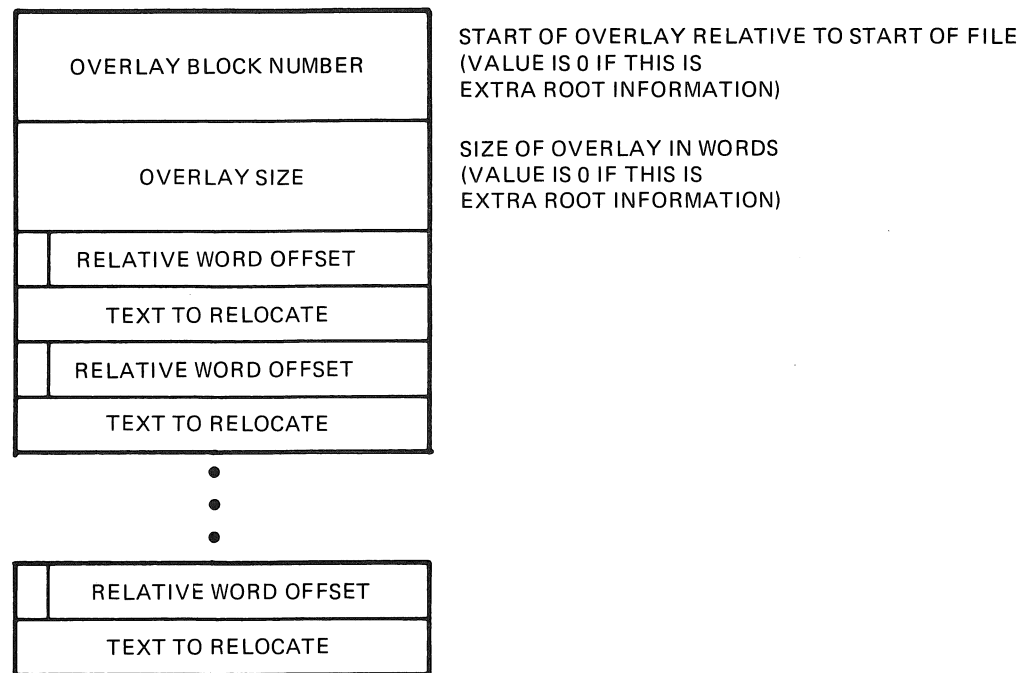 OVERLAY BLOCK NUMBER
START OF OVERLAY RELATIVE TO START OF FILE
(VALUE IS 0 IF THIS IS
EXTRA ROOT INFORMATION)
OVERLAY SIZE
SIZE OF OVERLAY IN WORDS
(VALUE IS 0 IF THIS IS
EXTRA ROOT INFORMATION)
RELATIVE WORD OFFSET
TEXT TO RELOCATE
RELATIVE WORD OFFSET
TEXT TO RELOCATE
RELATIVE WORD OFFSET
TEXT TO RELOCATE